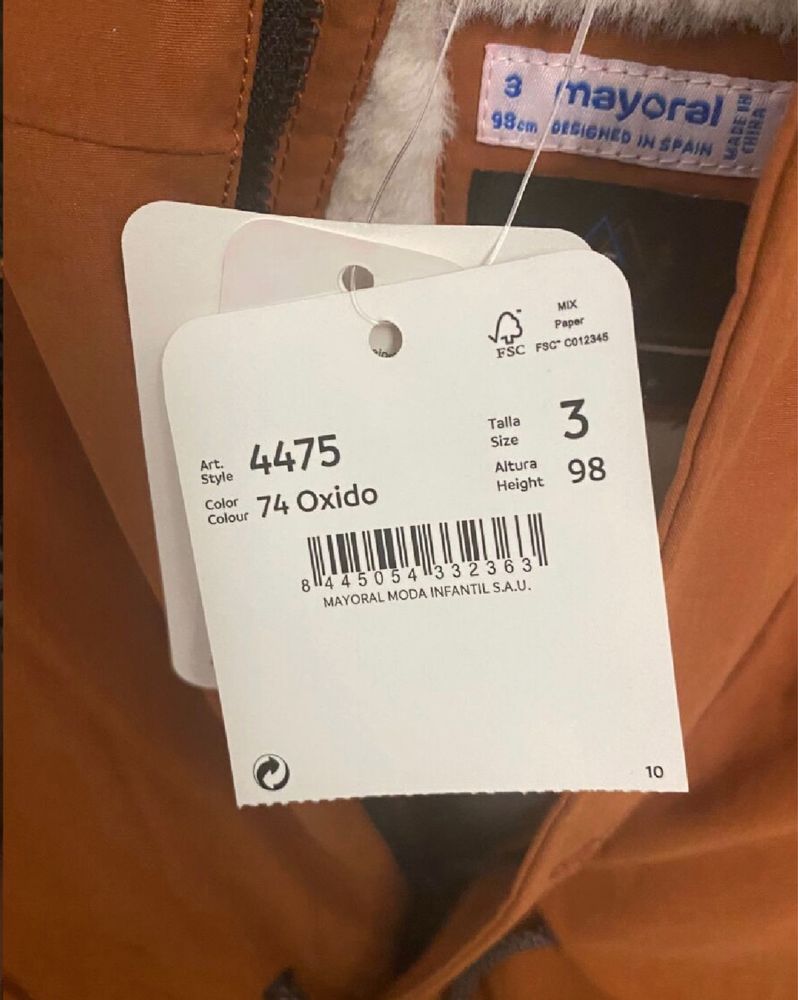 3 mayoral
98cm DESIGNED IN SPAIN
MADE IN
CHINA
MIX
Paper
FSC FSC™ C012345
Talla
Size 3
Art.
Style 4475
Altura
Height 98
Color
Colour 74 Oxido
8 445054 332363
MAYORAL MODA INFANTIL S.A.U.
10